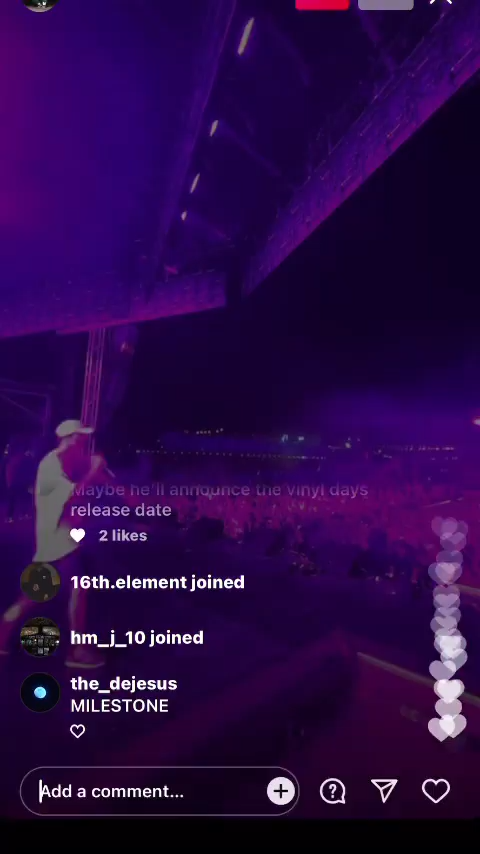 Maybe he'll announce the vinyl days
release date
2 likes
16th.element joined
hm_j_10 joined
the_dejesus
MILESTONE
Add a comment...